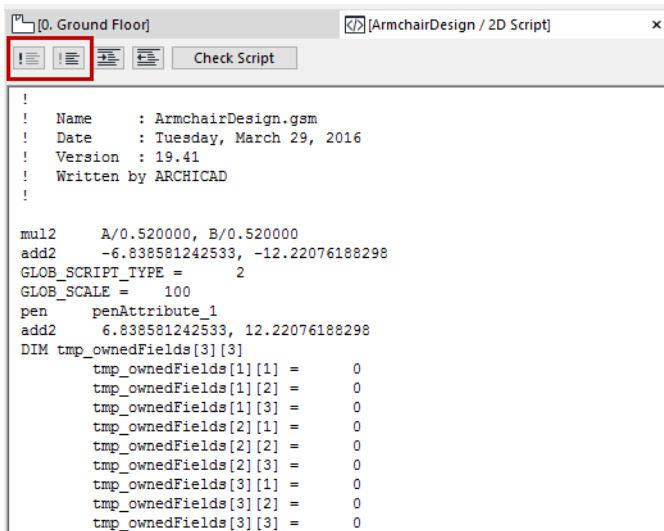 [0. Ground Floor]
[ArmchairDesign / 2D Script]
Check Script
!
! Name : ArmchairDesign.gsm
! Date : Tuesday, March 29, 2016
! Version : 19.41
! Written by ARCHICAD
!
mul2 A/0.520000, B/0.520000
add2 -6.838581242533, -12.22076188298
GLOB_SCRIPT_TYPE = 2
GLOB_SCALE = 100
pen penAttribute_1
add2 6.838581242533, 12.22076188298
DIM tmp_ownedFields[3][3]
tmp_ownedFields[1][1] = 0
tmp_ownedFields[1][2] = 0
tmp_ownedFields[1][3] = 0
tmp_ownedFields[2][1] = 0
tmp_ownedFields[2][2] = 0
tmp_ownedFields[2][3] = 0
tmp_ownedFields[3][1] = 0
tmp_ownedFields[3][2] = 0
tmp_ownedFields[3][3] = 0